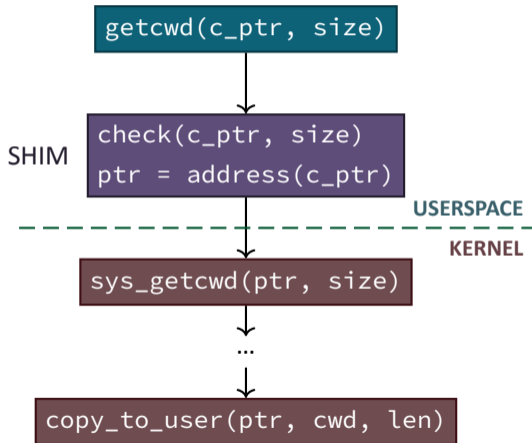 getcwd(c_ptr, size)
SHIM
check(c_ptr, size)
ptr = address(c_ptr)
USERSPACE
KERNEL
sys_getcwd(ptr, size)
...
copy_to_user(ptr, cwd, len)